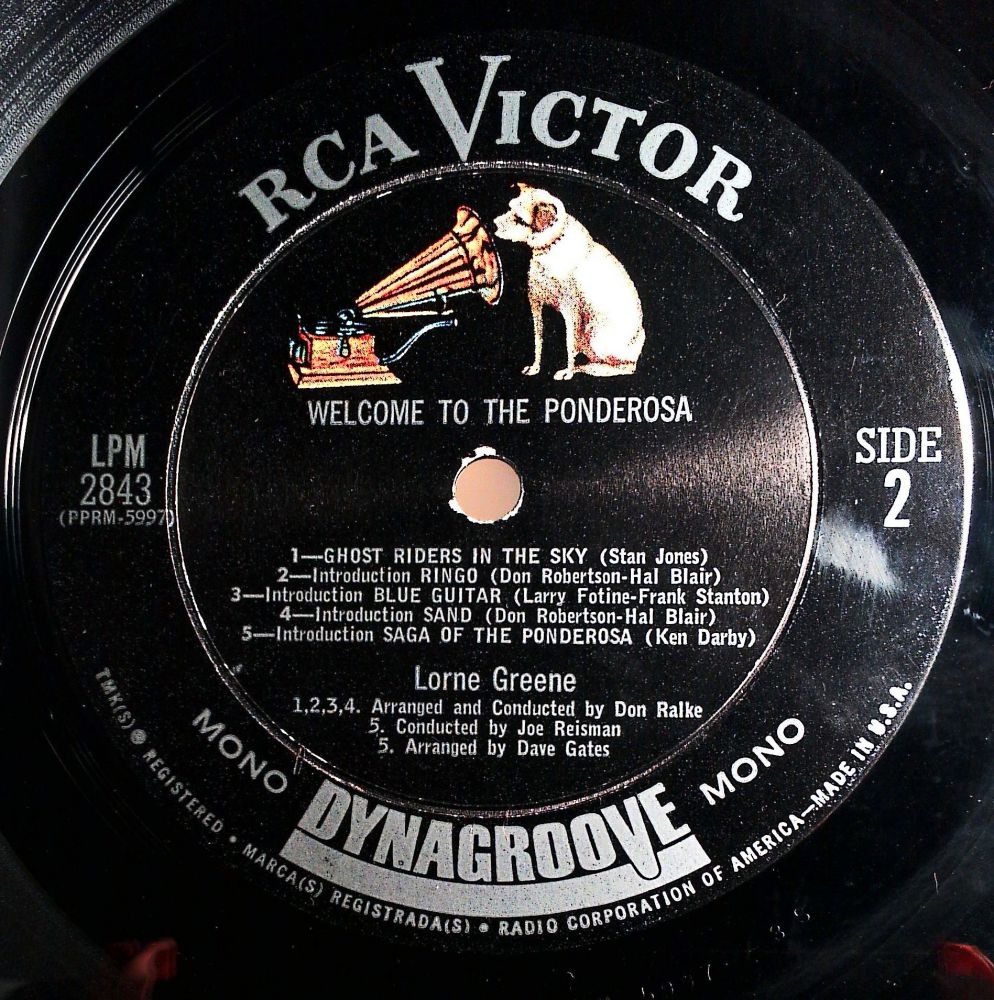 RCA VICTOR
WELCOME TO THE PONDEROSA
LPM
2843
(PPRM-5997)
SIDE
2
1—GHOST RIDERS IN THE SKY (Stan Jones)
2—Introduction RINGO (Don Robertson-Hal Blair)
3—Introduction BLUE GUITAR (Larry Fotine-Frank Stanton)
4—Introduction SAND (Don Robertson-Hal Blair)
5—Introduction SAGA OF THE PONDEROSA (Ken Darby)
Lorne Greene
1,2,3,4. Arranged and Conducted by Don Ralke
5. Conducted by Joe Reisman
5. Arranged by Dave Gates
MONO
DYNAGROOVE
MONO
TMK(S) ® REGISTERED • MARCA(S) REGISTRADA(S) • RADIO CORPORATION OF AMERICA—MADE IN U.S.A.